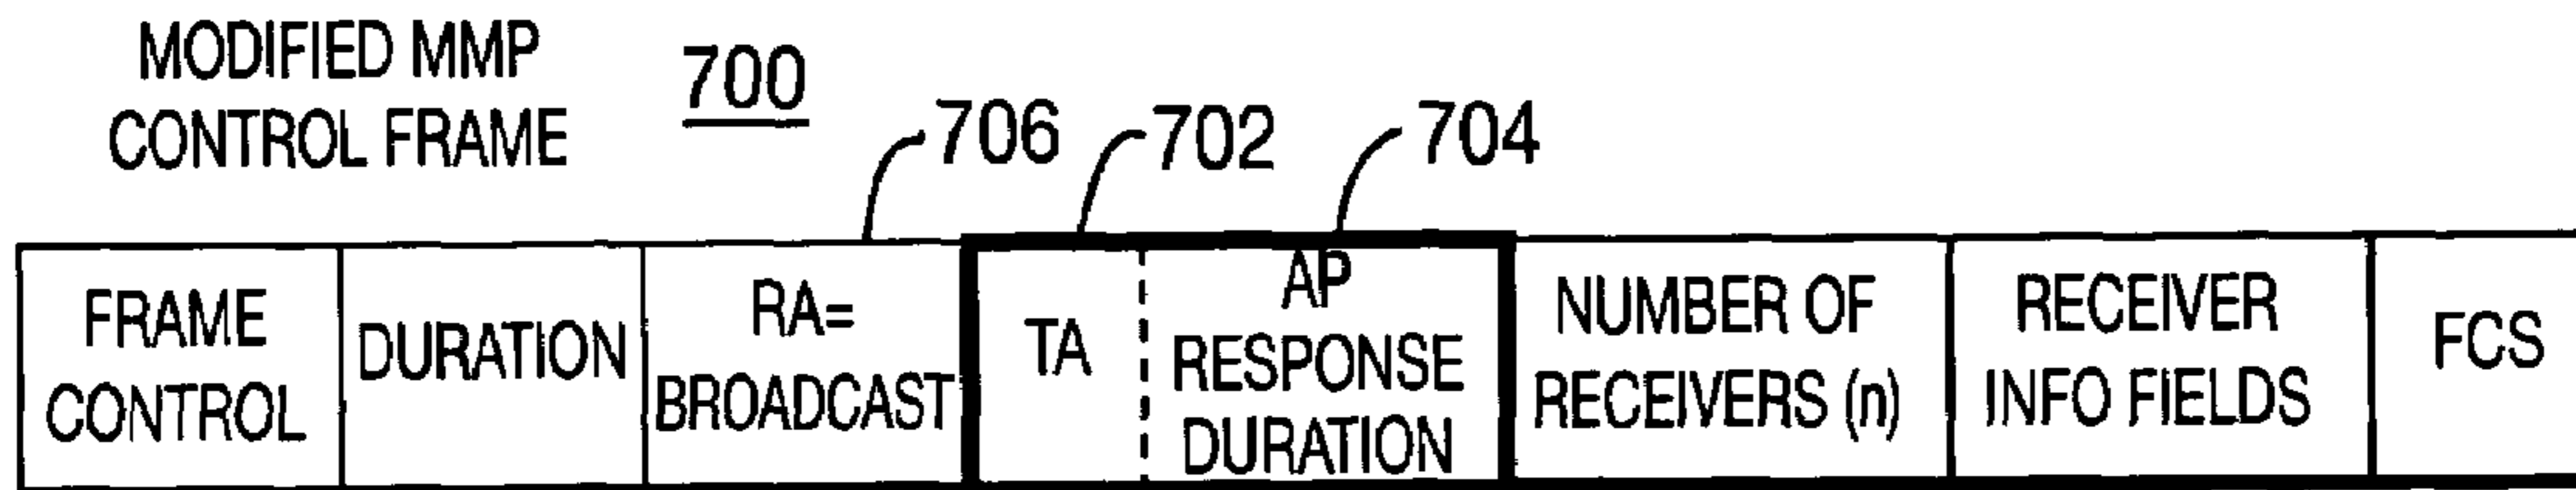 MODIFIED MMP
CONTROL FRAME
700
706
702
704
FRAME
CONTROL
DURATION
RA=
BROADCAST
TA
AP
RESPONSE
DURATION
NUMBER OF
RECEIVERS (n)
RECEIVER
INFO FIELDS
FCS